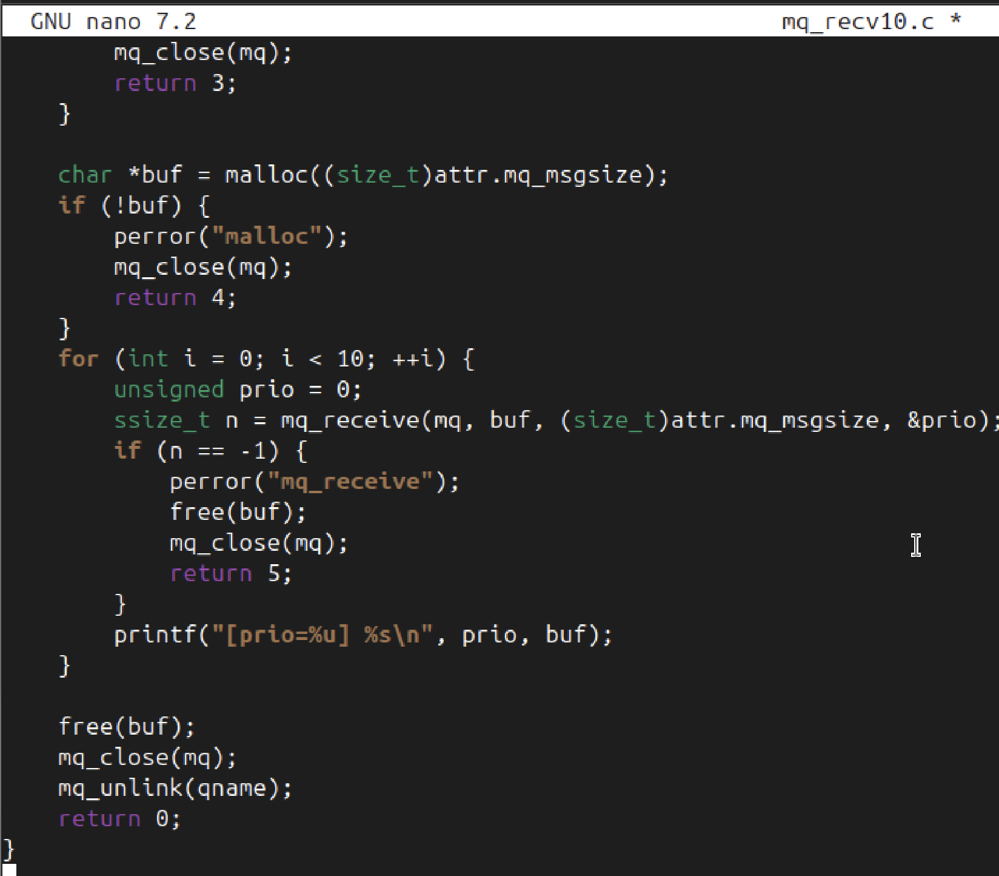 GNU nano 7.2 mq_recv10.c *
        mq_close(mq);
        return 3;
    }

    char *buf = malloc((size_t)attr.mq_msgsize);
    if (!buf) {
        perror("malloc");
        mq_close(mq);
        return 4;
    }
    for (int i = 0; i < 10; ++i) {
        unsigned prio = 0;
        ssize_t n = mq_receive(mq, buf, (size_t)attr.mq_msgsize, &prio);
        if (n == -1) {
            perror("mq_receive");
            free(buf);
            mq_close(mq);
            return 5;
        }
        printf("[prio=%u] %s\n", prio, buf);
    }

    free(buf);
    mq_close(mq);
    mq_unlink(qname);
    return 0;
}